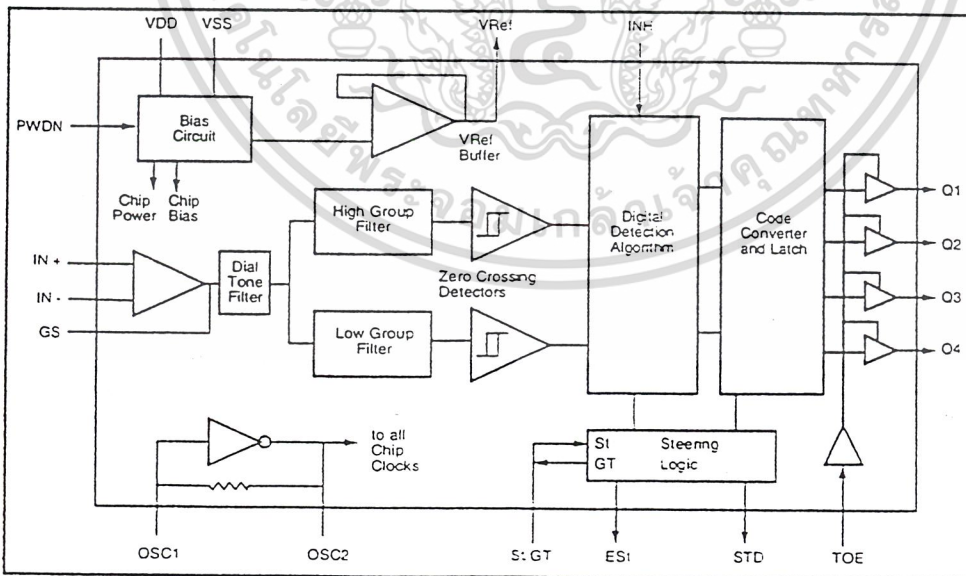 VDD VSS VRef INH
PWDN
Bias
Circuit
VRef
Buffer
Chip
Power
Chip
Bias
High Group
Filter
Digital
Detection
Algorithm
Code
Converter
and Latch
Q1
Q2
Q3
Q4
IN +
IN -
GS
Dial
Tone
Filter
Zero Crossing
Detectors
Low Group
Filter
to all
Chip
Clocks
St
GT
Steering
Logic
OSC1 OSC2 St GT ESt STD TOE